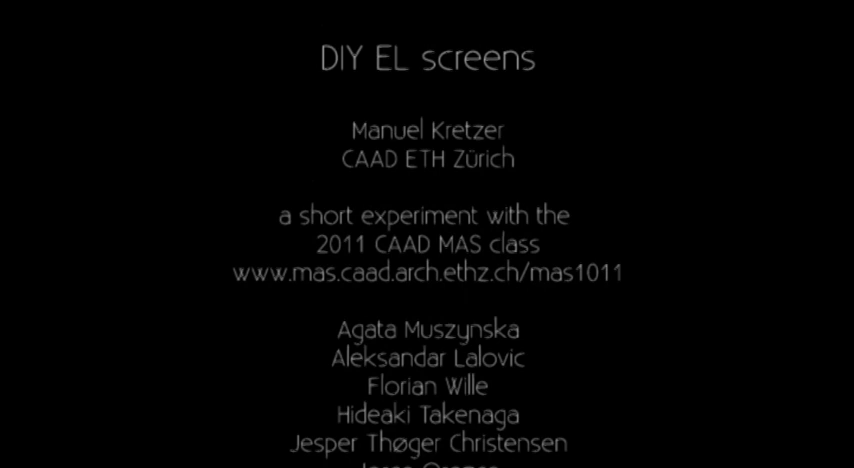 DIY EL screens
Manuel Kretzer
CAAD ETH Zürich
a short experiment with the
2011 CAAD MAS class
www.mas.caad.arch.ethz.ch/mas1011
Agata Muszynska
Aleksandar Lalovic
Florian Wille
Hideaki Takenaga
Jesper Thøger Christensen